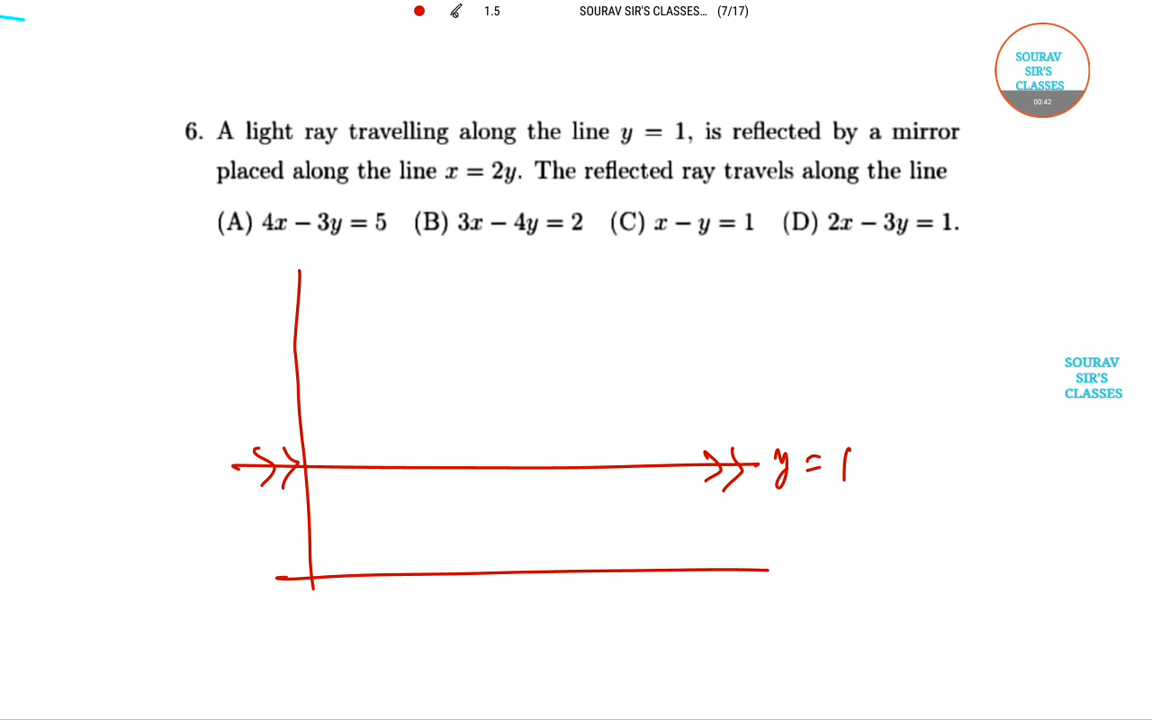 1.5 SOURAV SIR'S CLASSES... (7/17)
SOURAV
SIR'S
CLASSES
00:42
6. A light ray travelling along the line y = 1, is reflected by a mirror
placed along the line x = 2y. The reflected ray travels along the line
(A) 4x − 3y = 5 (B) 3x − 4y = 2 (C) x − y = 1 (D) 2x − 3y = 1.
SOURAV
SIR'S
CLASSES
y = 1